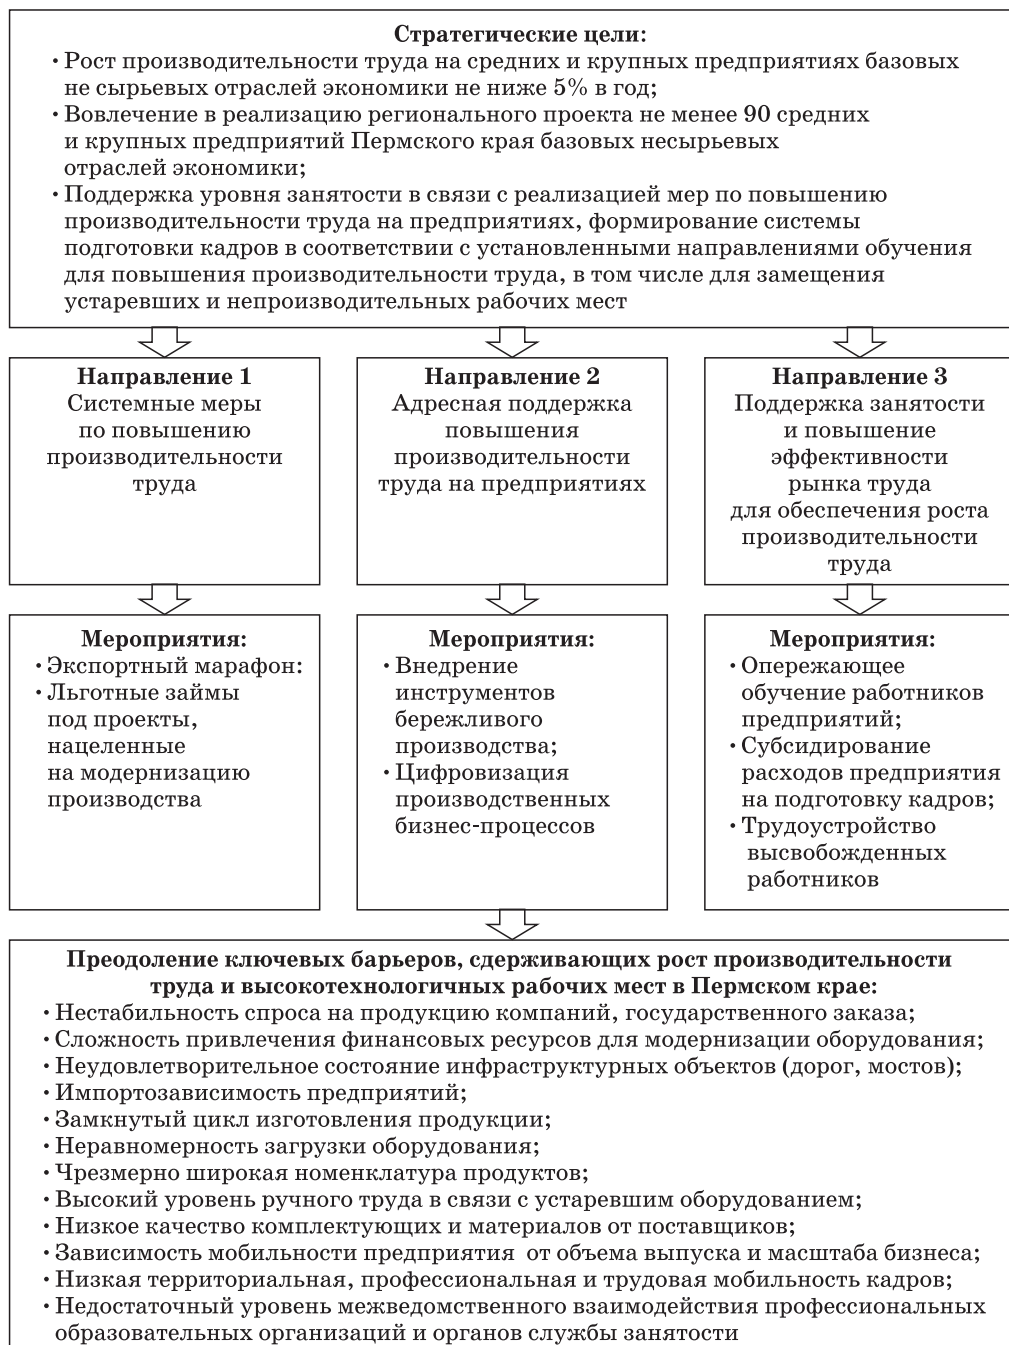 Стратегические цели:
· Рост производительности труда на средних и крупных предприятиях базовых
не сырьевых отраслей экономики не ниже 5% в год;
· Вовлечение в реализацию регионального проекта не менее 90 средних
и крупных предприятий Пермского края базовых несырьевых
отраслей экономики;
· Поддержка уровня занятости в связи с реализацией мер по повышению
производительности труда на предприятиях, формирование системы
подготовки кадров в соответствии с установленными направлениями обучения
для повышения производительности труда, в том числе для замещения
устаревших и непроизводительных рабочих мест
Направление 1
Системные меры
по повышению
производительности
труда
Направление 2
Адресная поддержка
повышения
производительности
труда на предприятиях
Направление 3
Поддержка занятости
и повышение
эффективности
рынка труда
для обеспечения роста
производительности
труда
Мероприятия:
· Экспортный марафон:
· Льготные займы
под проекты,
нацеленные
на модернизацию
производства
Мероприятия:
· Внедрение
инструментов
бережливого
производства;
· Цифровизация
производственных
бизнес-процессов
Мероприятия:
· Опережающее
обучение работников
предприятий;
· Субсидирование
расходов предприятия
на подготовку кадров;
· Трудоустройство
высвобожденных
работников
Преодоление ключевых барьеров, сдерживающих рост производительности
труда и высокотехнологичных рабочих мест в Пермском крае:
· Нестабильность спроса на продукцию компаний, государственного заказа;
· Сложность привлечения финансовых ресурсов для модернизации оборудования;
· Неудовлетворительное состояние инфраструктурных объектов (дорог, мостов);
· Импортозависимость предприятий;
· Замкнутый цикл изготовления продукции;
· Неравномерность загрузки оборудования;
· Чрезмерно широкая номенклатура продуктов;
· Высокий уровень ручного труда в связи с устаревшим оборудованием;
· Низкое качество комплектующих и материалов от поставщиков;
· Зависимость мобильности предприятия от объема выпуска и масштаба бизнеса;
· Низкая территориальная, профессиональная и трудовая мобильность кадров;
· Недостаточный уровень межведомственного взаимодействия профессиональных
образовательных организаций и органов службы занятости